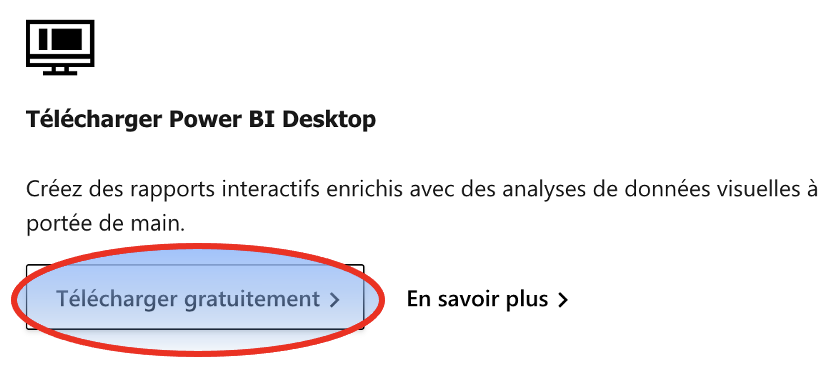 Télécharger Power BI Desktop
Créez des rapports interactifs enrichis avec des analyses de données visuelles à
portée de main.
Télécharger gratuitement >
En savoir plus >